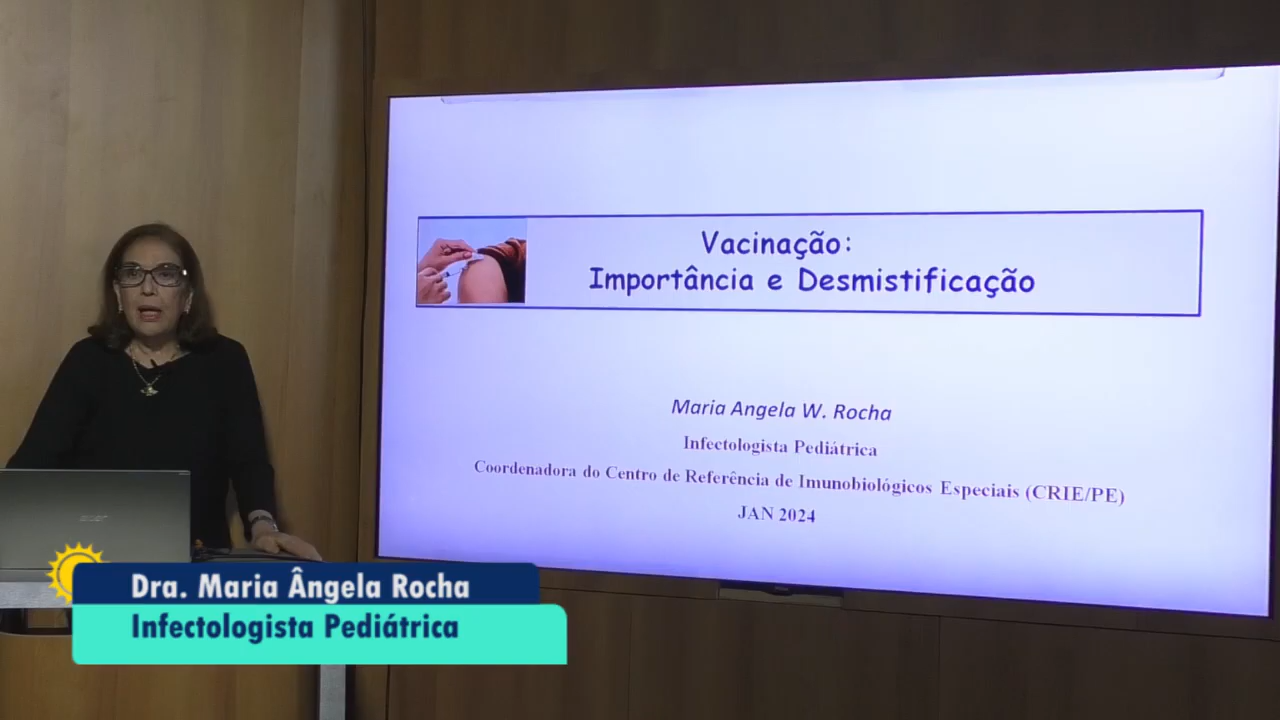 Vacinação:
Importância e Desmistificação
Maria Angela W. Rocha
Infectologista Pediátrica
Coordenadora do Centro de Referência de Imunobiológicos Especiais (CRIE/PE)
JAN 2024
acer
Dra. Maria Ângela Rocha
Infectologista Pediátrica